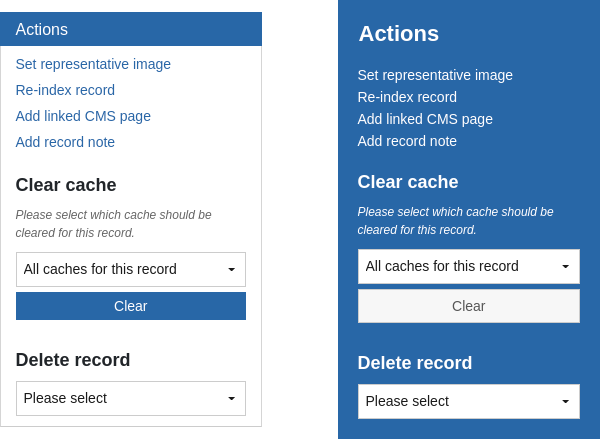 Actions
Set representative image
Re-index record
Add linked CMS page
Add record note
Clear cache
Please select which cache should be
cleared for this record.
All caches for this record
Clear
Delete record
Please select
Actions
Set representative image
Re-index record
Add linked CMS page
Add record note
Clear cache
Please select which cache should be
cleared for this record.
All caches for this record
Clear
Delete record
Please select